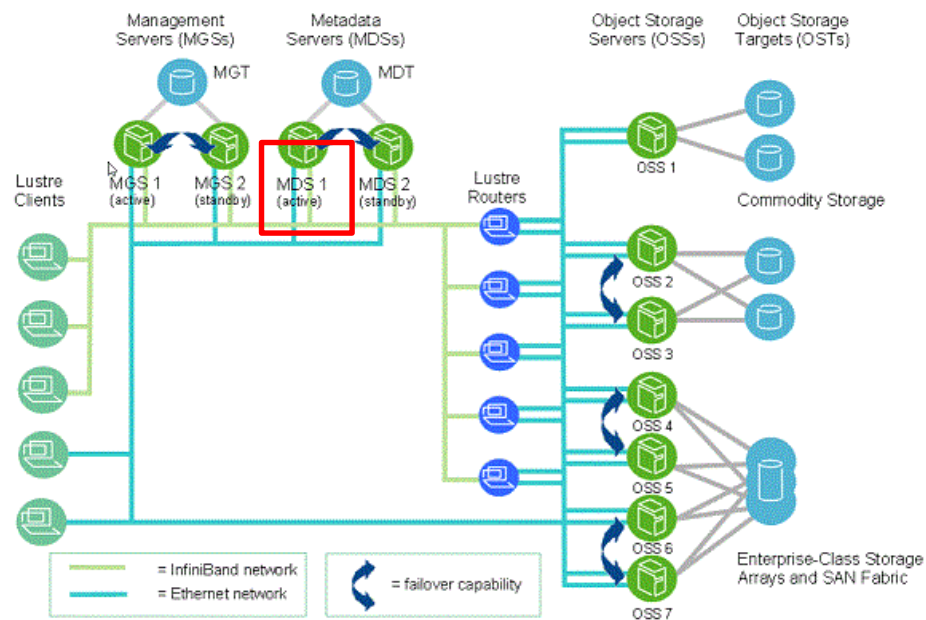 Management
Servers (MGSs)
Metadata
Servers (MDSs)
Object Storage
Servers (OSSs)
Object Storage
Targets (OSTs)
MGT
MDT
OSS 1
Lustre
Clients
MGS 1
(active)
MGS 2
(standby)
MDS 1
(active)
MDS 2
(standby)
Lustre
Routers
Commodity Storage
OSS 2
OSS 3
OSS 4
OSS 5
OSS 6
OSS 7
Enterprise-Class Storage
Arrays and SAN Fabric
= InfiniBand network
= Ethernet network
= failover capability